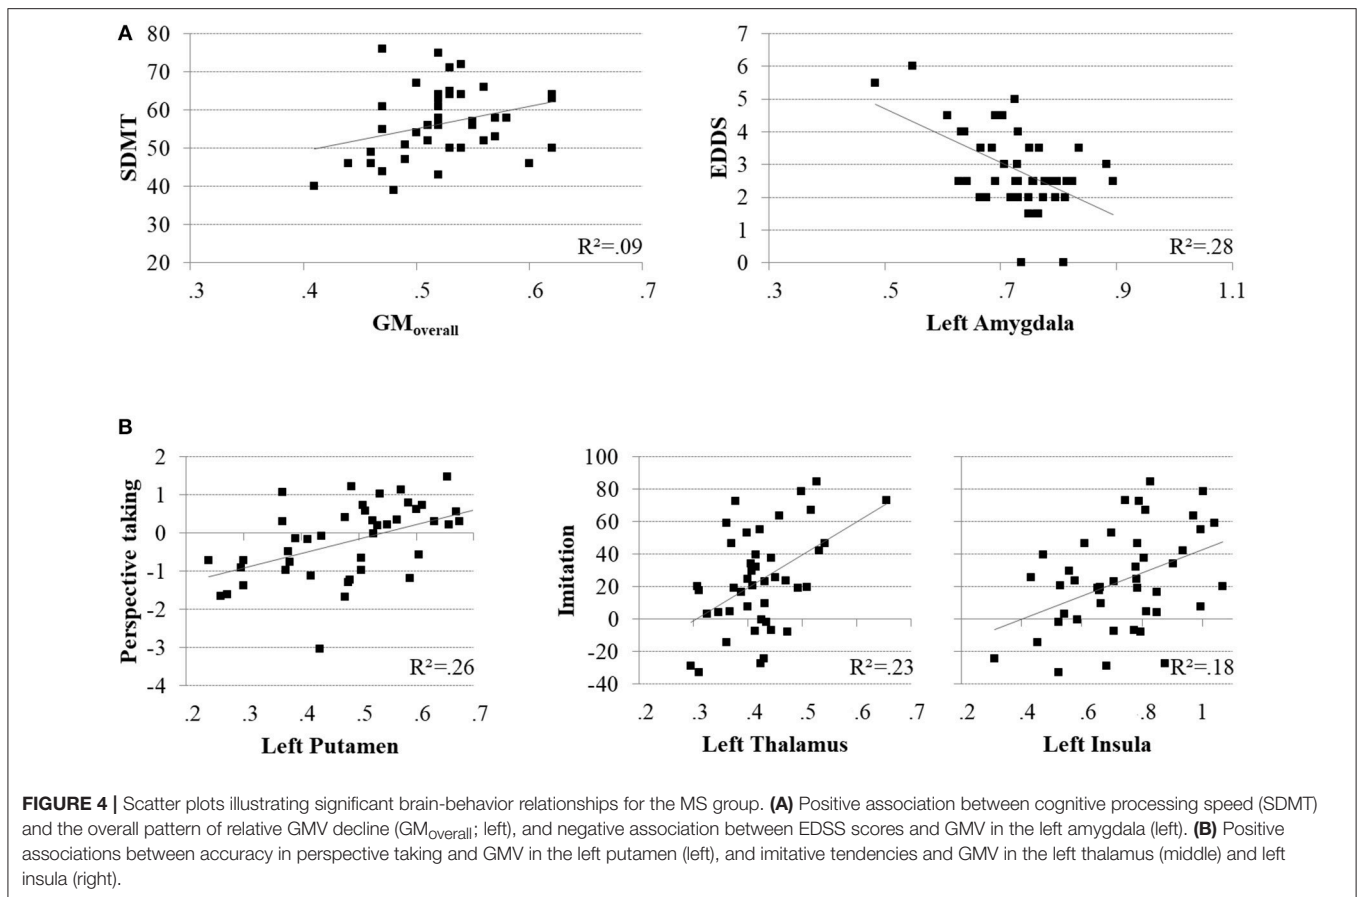 A
80
70
60
50
40
30
20
SDMT
R²=.09
.3 .4 .5 .6 .7
GMoverall
7
6
5
4
3
2
1
0
EDDS
R²=.28
.3 .5 .7 .9 1.1
Left Amygdala
B
2
1
0
-1
-2
-3
-4
Perspective taking
R²=.26
.2 .3 .4 .5 .6 .7
Left Putamen
100
80
60
40
20
0
-20
-40
Imitation
R²=.23
.2 .3 .4 .5 .6 .7
Left Thalamus
R²=.18
.2 .4 .6 .8 1
Left Insula
FIGURE 4 | Scatter plots illustrating significant brain-behavior relationships for the MS group. (A) Positive association between cognitive processing speed (SDMT)
and the overall pattern of relative GMV decline (GMoverall; left), and negative association between EDSS scores and GMV in the left amygdala (left). (B) Positive
associations between accuracy in perspective taking and GMV in the left putamen (left), and imitative tendencies and GMV in the left thalamus (middle) and left
insula (right).